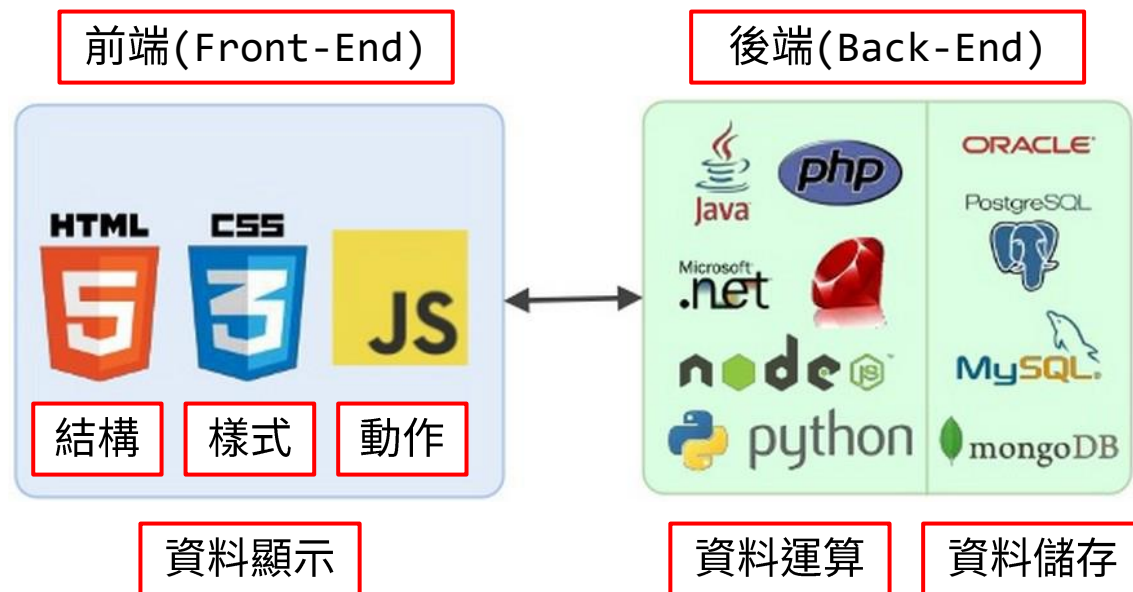 前端(Front-End)
後端(Back-End)
HTML
5
CSS
3
JS
結構
樣式
動作
Java
php
Microsoft
.net
node
JS
python
ORACLE
PostgreSQL
MySQL
mongoDB
資料顯示
資料運算
資料儲存